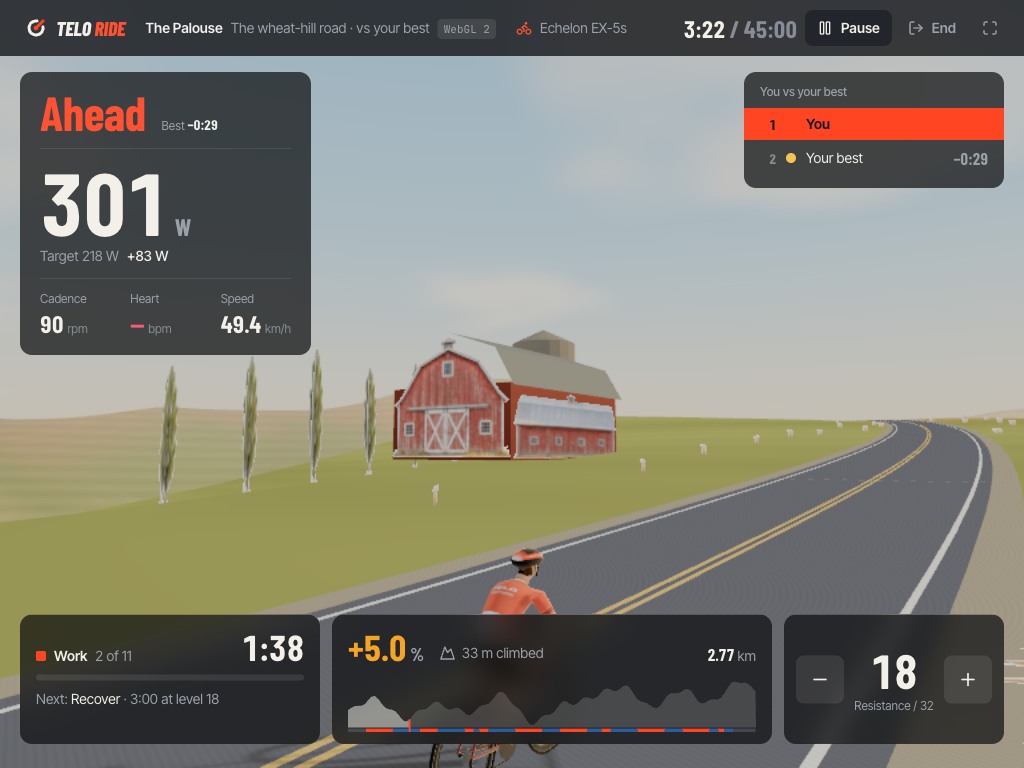 TELO RIDE
The Palouse The wheat-hill road · vs your best WebGL 2
Echelon EX-5s
3:22 / 45:00
Pause
End
Ahead Best −0:29
301 W
Target 218 W +83 W
Cadence Heart Speed
90 rpm – bpm 49.4 km/h
You vs your best
1 You
2 Your best −0:29
Work 2 of 11 1:38
Next: Recover · 3:00 at level 18
+5.0 % 33 m climbed 2.77 km
− 18 +
Resistance / 32